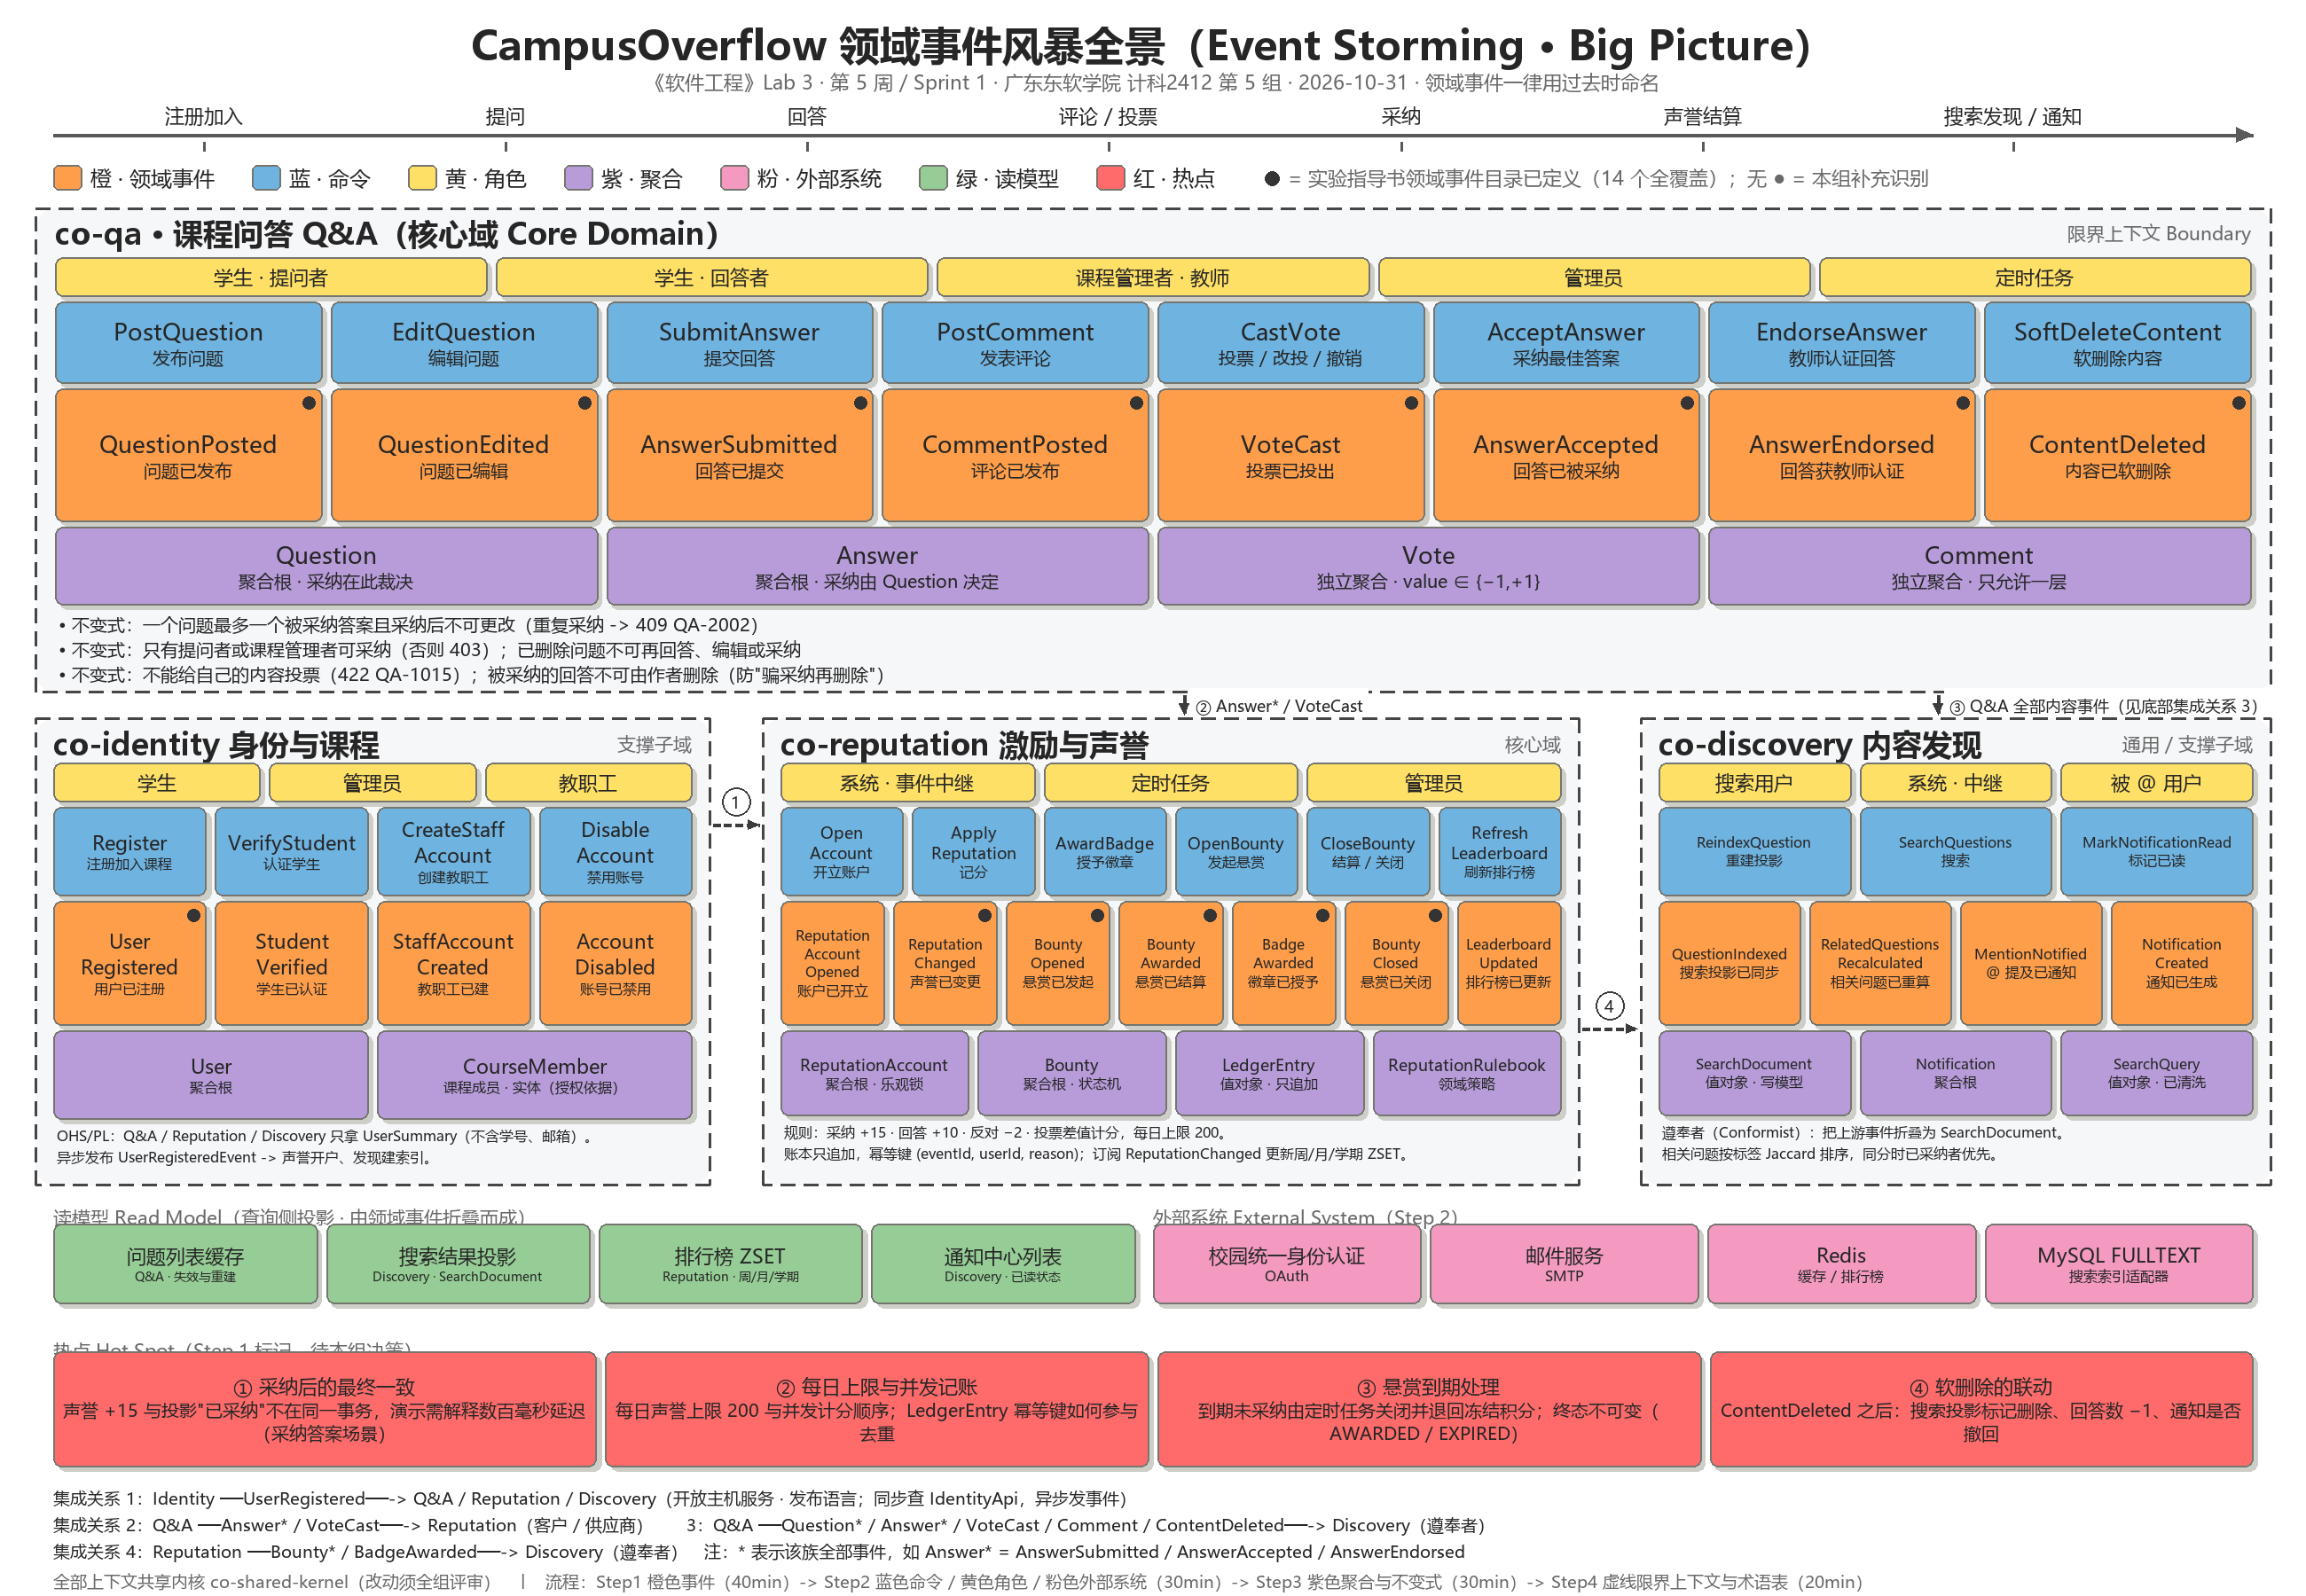 CampusOverflow 领域事件风暴全景（Event Storming • Big Picture）
《软件工程》Lab 3 · 第 5 周 / Sprint 1 · 广东东软学院 计科2412 第 5 组 · 2026-10-31 · 领域事件一律用过去时命名
注册加入
提问
回答
评论 / 投票
采纳
声誉结算
搜索发现 / 通知
橙 · 领域事件
蓝 · 命令
黄 · 角色
紫 · 聚合
粉 · 外部系统
绿 · 读模型
红 · 热点
● = 实验指导书领域事件目录已定义（14 个全覆盖）；无 ● = 本组补充识别
co-qa • 课程问答 Q&A（核心域 Core Domain）
限界上下文 Boundary
学生 · 提问者
学生 · 回答者
课程管理者 · 教师
管理员
定时任务
PostQuestion
发布问题
EditQuestion
编辑问题
SubmitAnswer
提交回答
PostComment
发表评论
CastVote
投票 / 改投 / 撤销
AcceptAnswer
采纳最佳答案
EndorseAnswer
教师认证回答
SoftDeleteContent
软删除内容
QuestionPosted
问题已发布
QuestionEdited
问题已编辑
AnswerSubmitted
回答已提交
CommentPosted
评论已发布
VoteCast
投票已投出
AnswerAccepted
回答已被采纳
AnswerEndorsed
回答获教师认证
ContentDeleted
内容已软删除
Question
聚合根 · 采纳在此裁决
Answer
聚合根 · 采纳由 Question 决定
Vote
独立聚合 · value ∈ {−1,+1}
Comment
独立聚合 · 只允许一层
• 不变式：一个问题最多一个被采纳答案且采纳后不可更改（重复采纳 -> 409 QA-2002）
• 不变式：只有提问者或课程管理者可采纳（否则 403）；已删除问题不可再回答、编辑或采纳
• 不变式：不能给自己的内容投票（422 QA-1015）；被采纳的回答不可由作者删除（防"骗采纳再删除"）
② Answer* / VoteCast
③ Q&A 全部内容事件（见底部集成关系 3）
co-identity 身份与课程
支撑子域
学生
管理员
教职工
Register
注册加入课程
VerifyStudent
认证学生
CreateStaff
Account
创建教职工
Disable
Account
禁用账号
User
Registered
用户已注册
Student
Verified
学生已认证
StaffAccount
Created
教职工已建
Account
Disabled
账号已禁用
User
聚合根
CourseMember
课程成员 · 实体（授权依据）
OHS/PL：Q&A / Reputation / Discovery 只拿 UserSummary（不含学号、邮箱）。
异步发布 UserRegisteredEvent -> 声誉开户、发现建索引。
①
co-reputation 激励与声誉
核心域
系统 · 事件中继
定时任务
管理员
Open
Account
开立账户
Apply
Reputation
记分
AwardBadge
授予徽章
OpenBounty
发起悬赏
CloseBounty
结算 / 关闭
Refresh
Leaderboard
刷新排行榜
Reputation
Account
Opened
账户已开立
Reputation
Changed
声誉已变更
Bounty
Opened
悬赏已发起
Bounty
Awarded
悬赏已结算
Badge
Awarded
徽章已授予
Bounty
Closed
悬赏已关闭
Leaderboard
Updated
排行榜已更新
ReputationAccount
聚合根 · 乐观锁
Bounty
聚合根 · 状态机
LedgerEntry
值对象 · 只追加
ReputationRulebook
领域策略
规则：采纳 +15 · 回答 +10 · 反对 −2 · 投票差值计分，每日上限 200。
账本只追加，幂等键 (eventId, userId, reason)；订阅 ReputationChanged 更新周/月/学期 ZSET。
④
co-discovery 内容发现
通用 / 支撑子域
搜索用户
系统 · 中继
被 @ 用户
ReindexQuestion
重建投影
SearchQuestions
搜索
MarkNotificationRead
标记已读
QuestionIndexed
搜索投影已同步
RelatedQuestions
Recalculated
相关问题已重算
MentionNotified
@ 提及已通知
Notification
Created
通知已生成
SearchDocument
值对象 · 写模型
Notification
聚合根
SearchQuery
值对象 · 已清洗
遵奉者（Conformist）：把上游事件折叠为 SearchDocument。
相关问题按标签 Jaccard 排序，同分时已采纳者优先。
读模型 Read Model（查询侧投影 · 由领域事件折叠而成）
外部系统 External System（Step 2）
问题列表缓存
Q&A · 失效与重建
搜索结果投影
Discovery · SearchDocument
排行榜 ZSET
Reputation · 周/月/学期
通知中心列表
Discovery · 已读状态
校园统一身份认证
OAuth
邮件服务
SMTP
Redis
缓存 / 排行榜
MySQL FULLTEXT
搜索索引适配器
热点 Hot Spot（Step 1 标记，待本组决策）
① 采纳后的最终一致
声誉 +15 与投影"已采纳"不在同一事务，演示需解释数百毫秒延迟
（采纳答案场景）
② 每日上限与并发记账
每日声誉上限 200 与并发计分顺序；LedgerEntry 幂等键如何参与
去重
③ 悬赏到期处理
到期未采纳由定时任务关闭并退回冻结积分；终态不可变（
AWARDED / EXPIRED）
④ 软删除的联动
ContentDeleted 之后：搜索投影标记删除、回答数 −1、通知是否
撤回
集成关系 1：Identity ──UserRegistered──-> Q&A / Reputation / Discovery（开放主机服务 · 发布语言；同步查 IdentityApi，异步发事件）
集成关系 2：Q&A ──Answer* / VoteCast──-> Reputation（客户 / 供应商） 3：Q&A ──Question* / Answer* / VoteCast / Comment / ContentDeleted──-> Discovery（遵奉者）
集成关系 4：Reputation ──Bounty* / BadgeAwarded──-> Discovery（遵奉者） 注：* 表示该族全部事件，如 Answer* = AnswerSubmitted / AnswerAccepted / AnswerEndorsed
全部上下文共享内核 co-shared-kernel（改动须全组评审） | 流程：Step1 橙色事件（40min）-> Step2 蓝色命令 / 黄色角色 / 粉色外部系统（30min）-> Step3 紫色聚合与不变式（30min）-> Step4 虚线限界上下文与术语表（20min）